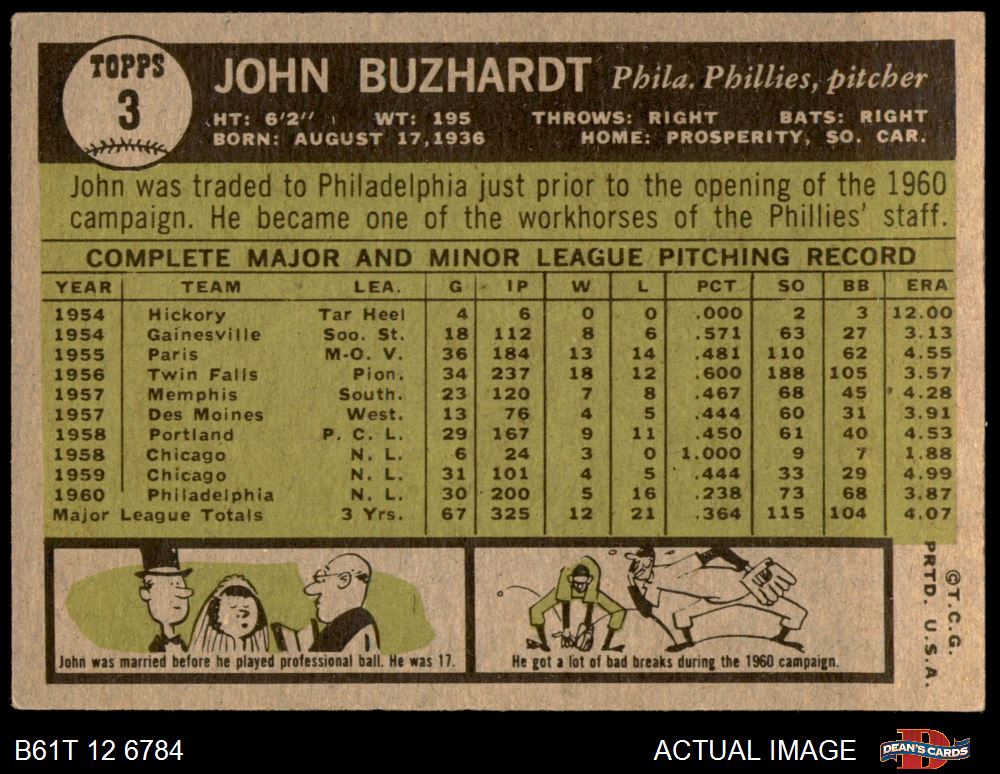 TOPPS
3
JOHN BUZHARDT Phila. Phillies, pitcher
HT: 6'2" WT: 195 THROWS: RIGHT BATS: RIGHT
BORN: AUGUST 17, 1936 HOME: PROSPERITY, SO. CAR.
John was traded to Philadelphia just prior to the opening of the 1960
campaign. He became one of the workhorses of the Phillies' staff.
COMPLETE MAJOR AND MINOR LEAGUE PITCHING RECORD
YEAR TEAM LEA. G IP W L PCT SO BB ERA
1954 Hickory Tar Heel 4 6 0 0 .000 2 3 12.00
1954 Gainesville Soo. St. 18 112 8 6 .571 63 27 3.13
1955 Paris M-O. V. 36 184 13 14 .481 110 62 4.55
1956 Twin Falls Pion. 34 237 18 12 .600 188 105 3.57
1957 Memphis South. 23 120 7 8 .467 68 45 4.28
1957 Des Moines West. 13 76 4 5 .444 60 31 3.91
1958 Portland P. C. L. 29 167 9 11 .450 61 40 4.53
1958 Chicago N. L. 6 24 3 0 1.000 9 7 1.88
1959 Chicago N. L. 31 101 4 5 .444 33 29 4.99
1960 Philadelphia N. L. 30 200 5 16 .238 73 68 3.87
Major League Totals 3 Yrs. 67 325 12 21 .364 115 104 4.07
John was married before he played professional ball. He was 17.
He got a lot of bad breaks during the 1960 campaign.
©T.C.G.
PRTD. U.S.A.
B61T 12 6784 ACTUAL IMAGE
DEAN'S CARDS